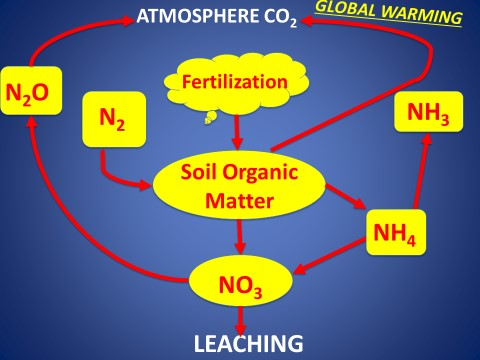 ATMOSPHERE CO₂
GLOBAL WARMING
Fertilization
N₂O
N₂
NH₃
Soil Organic
Matter
NH₄
NO₃
LEACHING